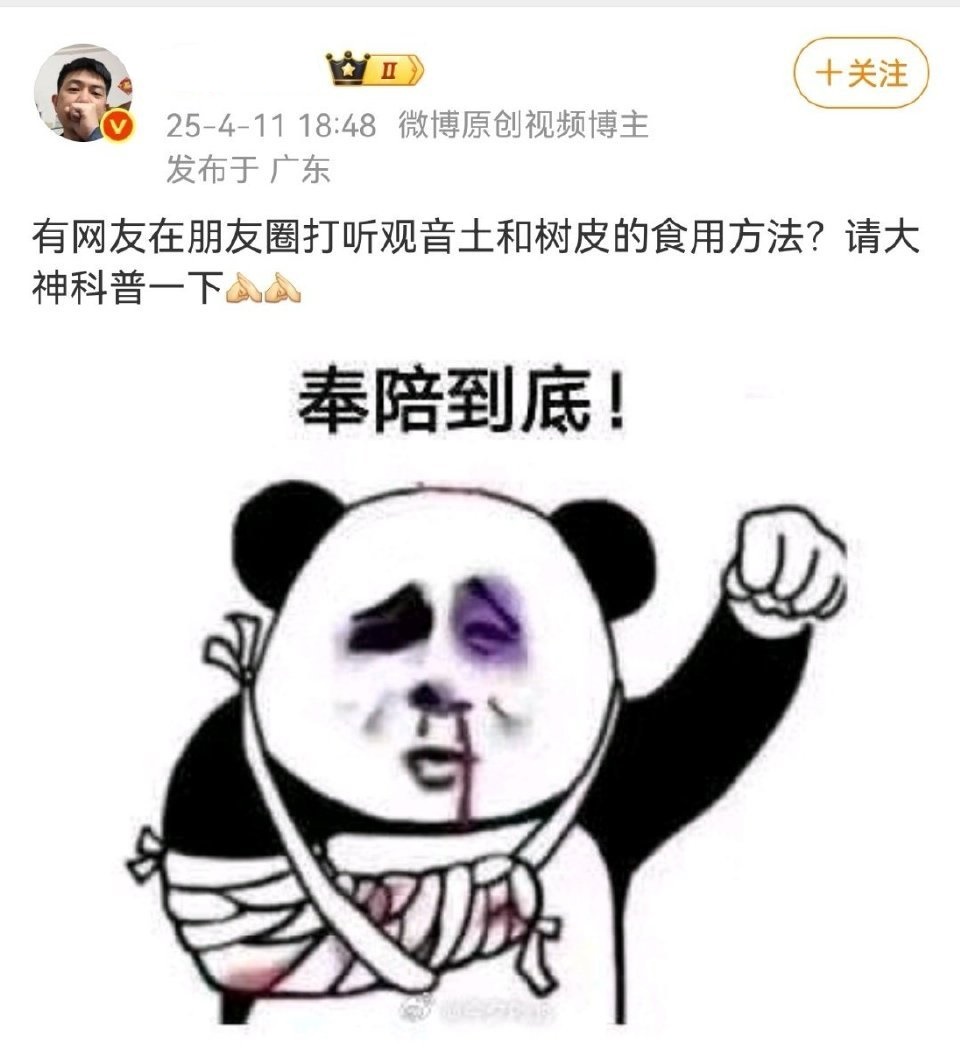 II
+关注
25-4-11 18:48 微博原创视频博主
发布于 广东
有网友在朋友圈打听观音土和树皮的食用方法？请大
神科普一下🫴🏻🫴🏻
奉陪到底！